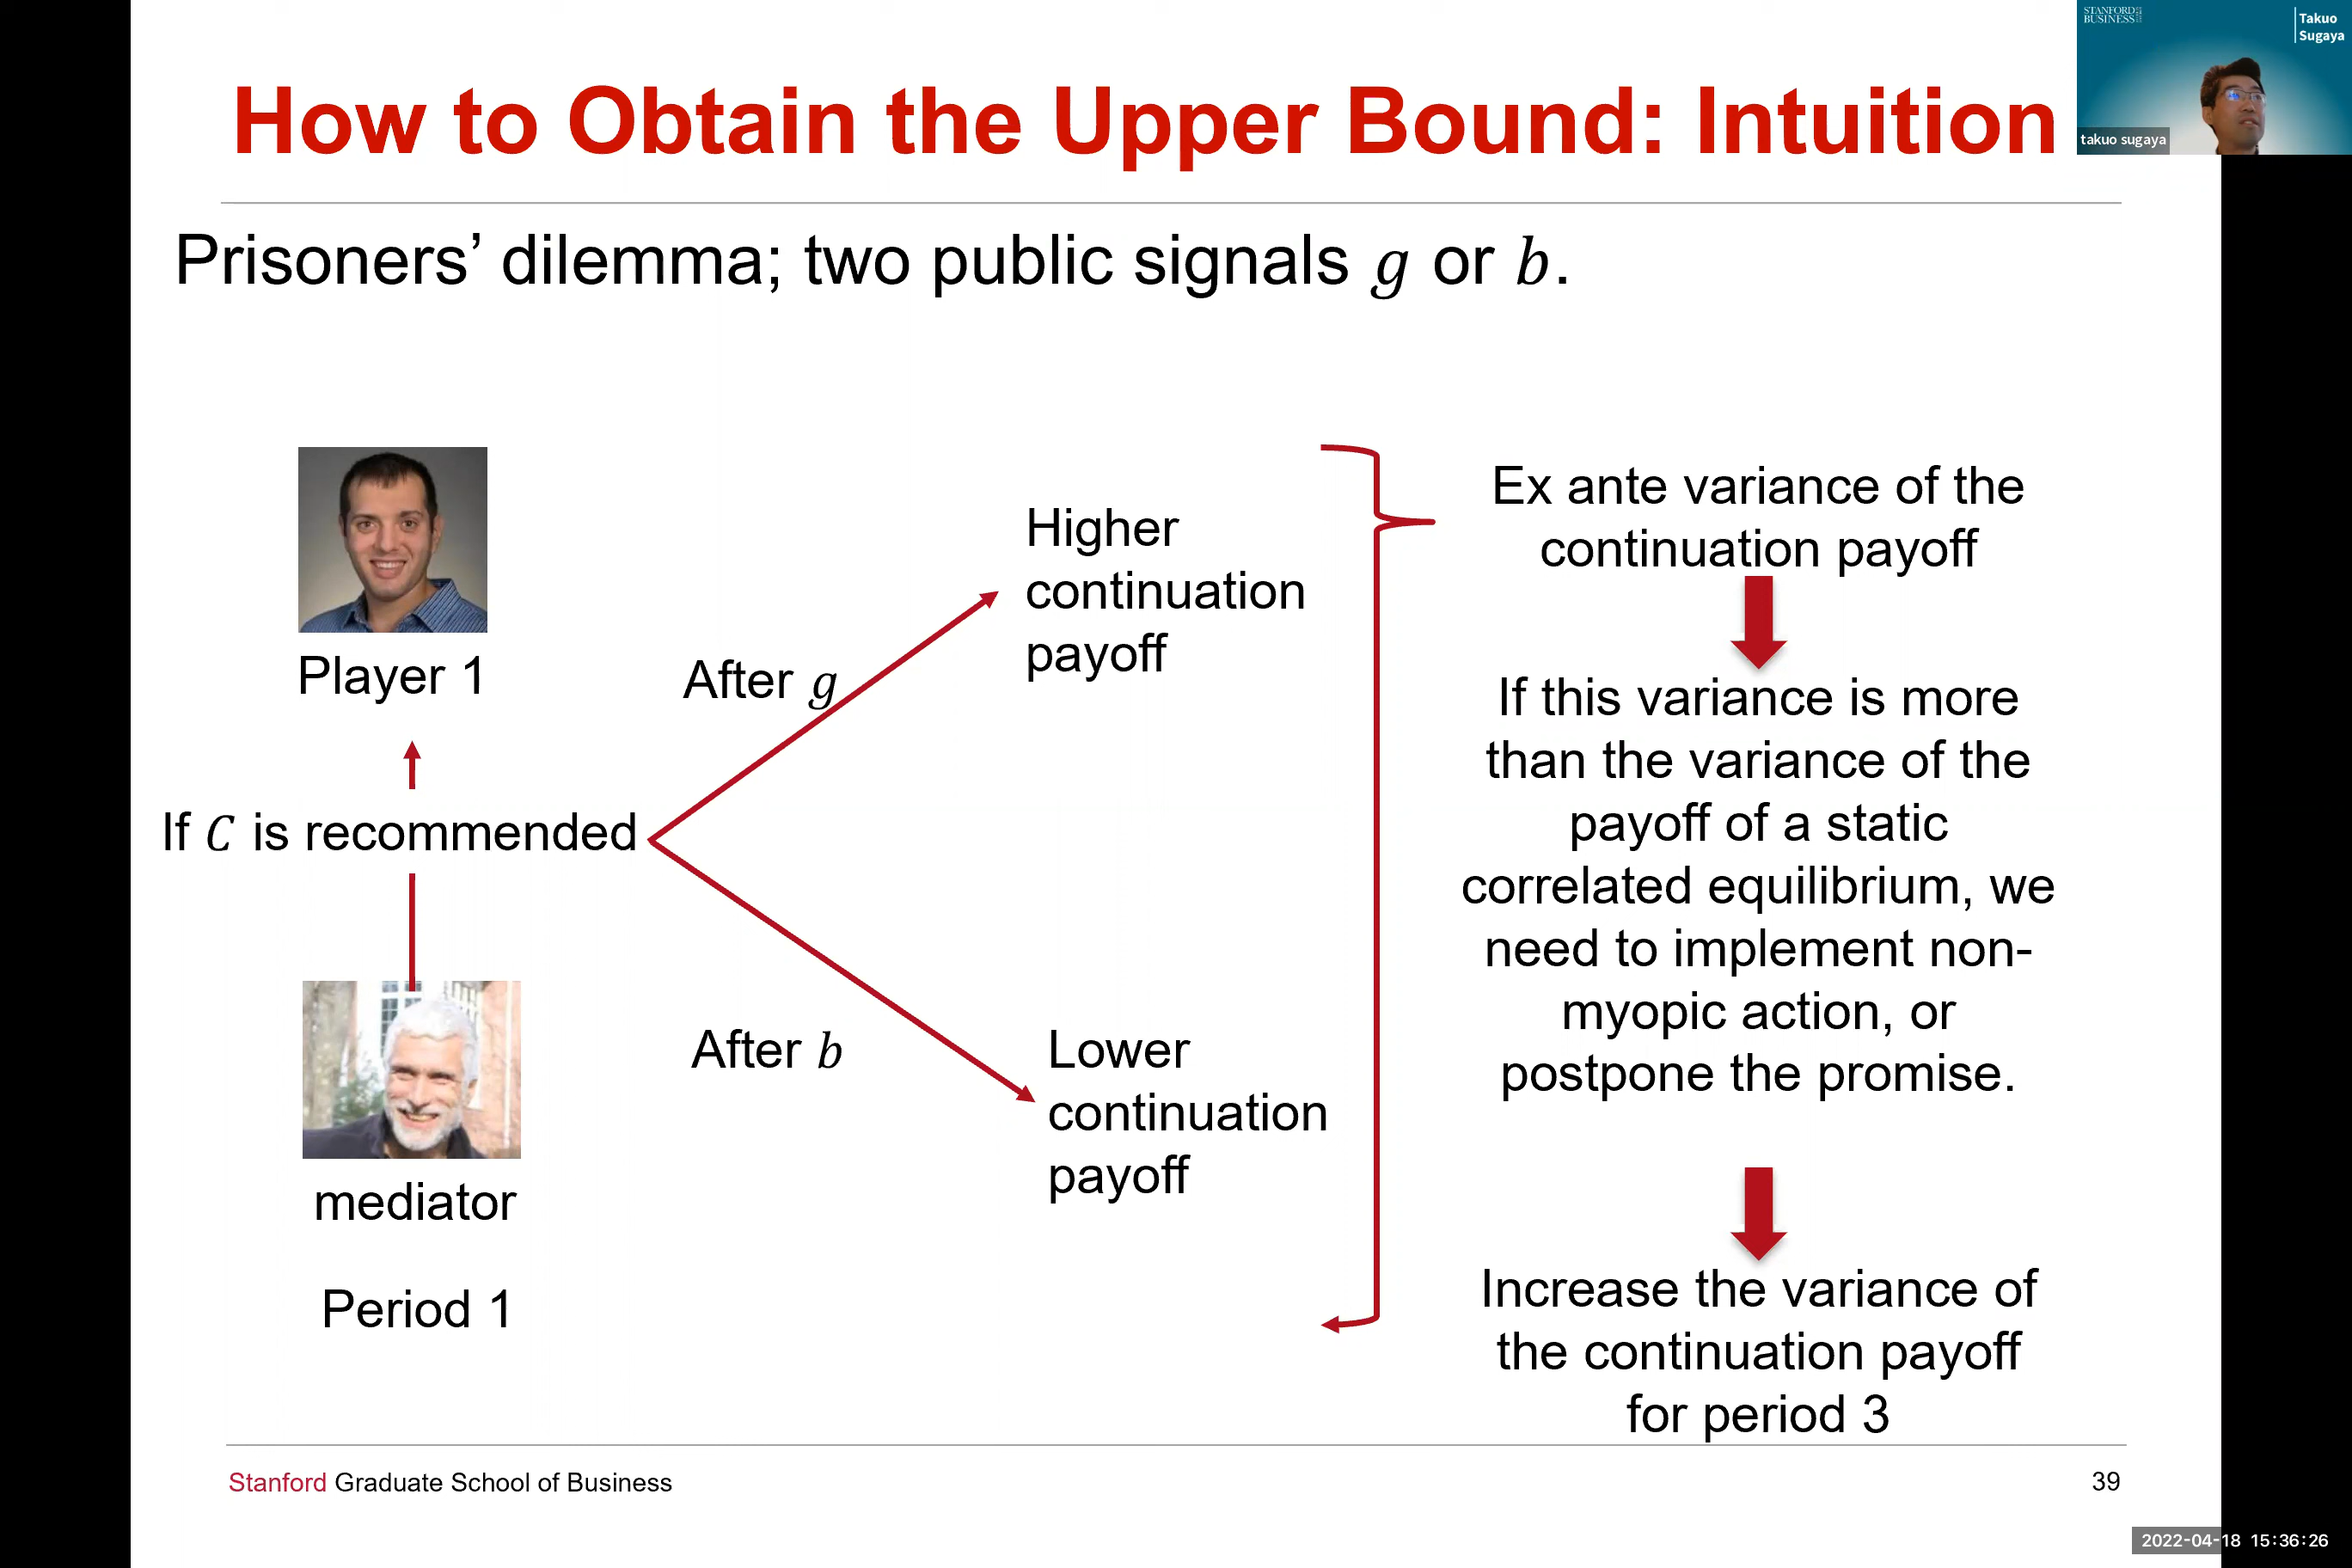 STANFORD
BUSINESS
Takuo
Sugaya
takuo sugaya
How to Obtain the Upper Bound: Intuition
Prisoners’ dilemma; two public signals g or b.
Player 1
If C is recommended
mediator
Period 1
After g
After b
Higher
continuation
payoff
Lower
continuation
payoff
Ex ante variance of the
continuation payoff
If this variance is more
than the variance of the
payoff of a static
correlated equilibrium, we
need to implement non-
myopic action, or
postpone the promise.
Increase the variance of
the continuation payoff
for period 3
Stanford Graduate School of Business
39
2022-04-18 15:36:26